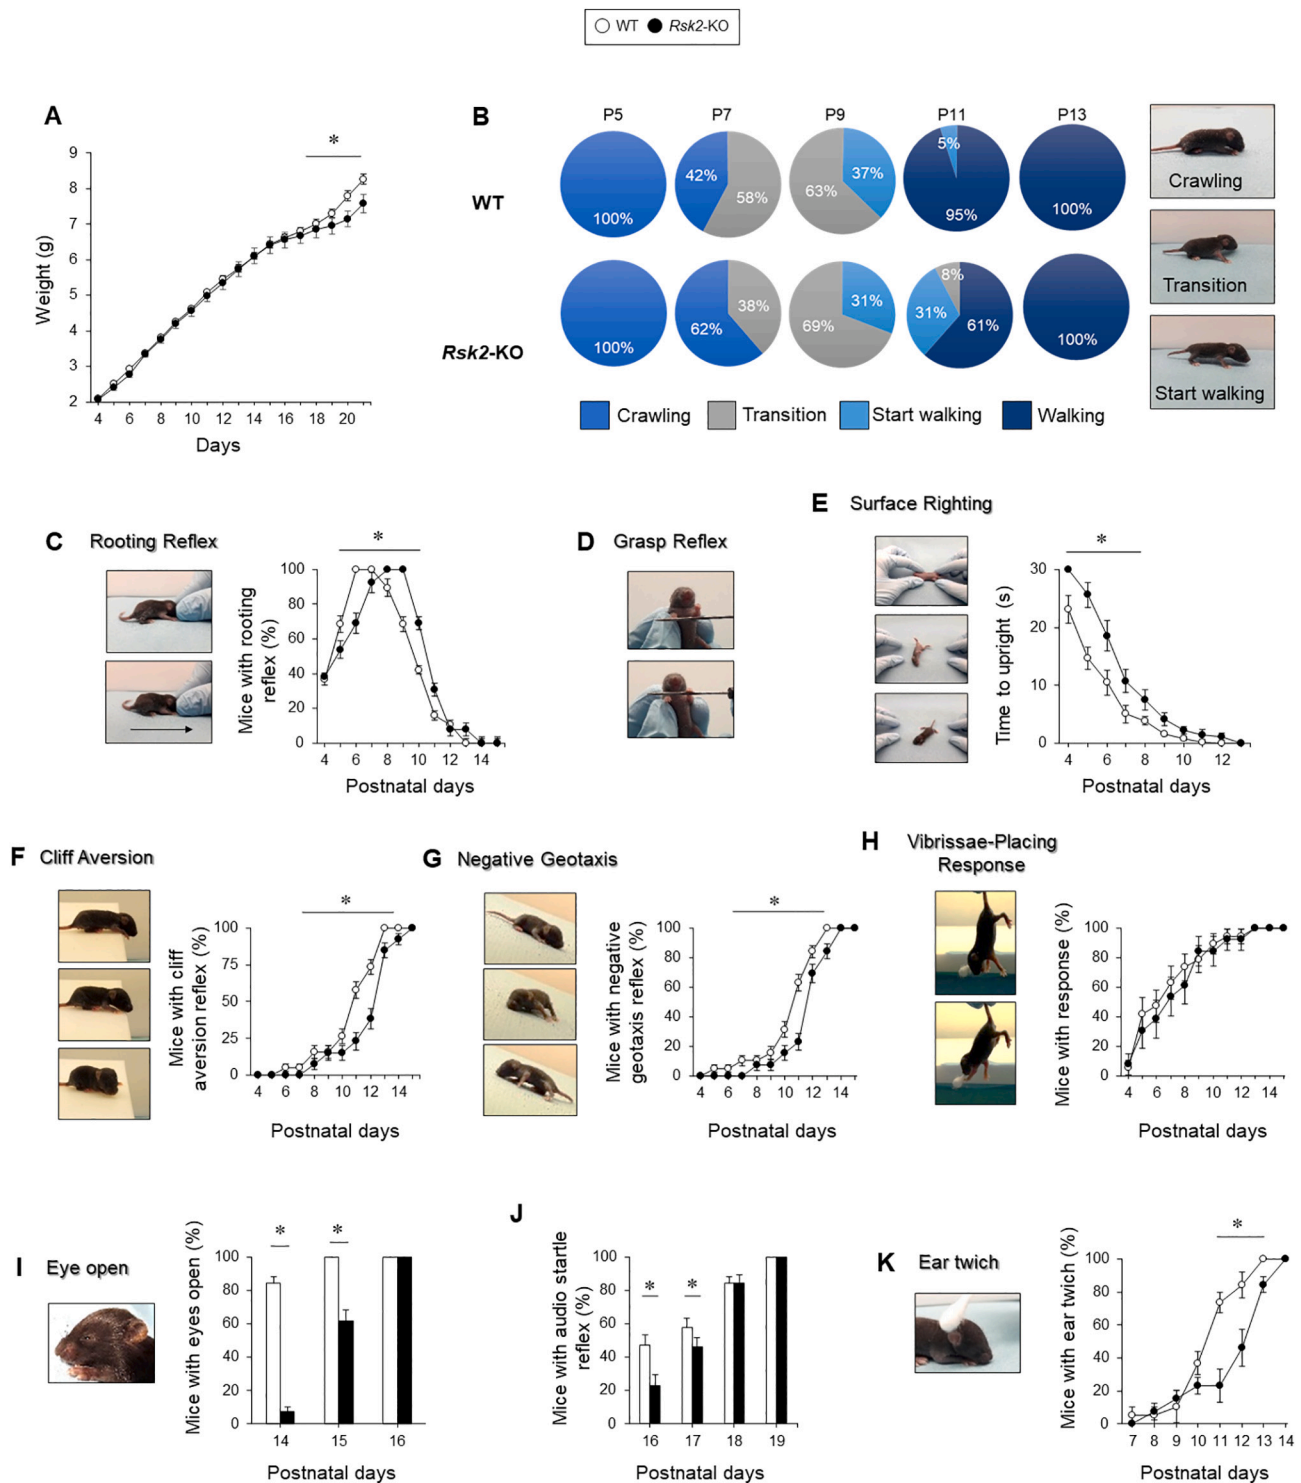 WT Rsk2-KO
A
*
9
8
7
6
5
4
3
2
Weight (g)
4 6 8 10 12 14 16 18 20
Days
B
P5 P7 P9 P11 P13
WT
100% 42% 58% 63% 37% 5% 95% 100%
Rsk2-KO
100% 62% 38% 69% 31% 31% 8% 61% 100%
Crawling Transition Start walking Walking
Crawling
Transition
Start walking
C Rooting Reflex
*
Mice with rooting
reflex (%)
100
80
60
40
20
0
4 6 8 10 12 14
Postnatal days
D Grasp Reflex
E Surface Righting
*
Time to upright (s)
30
20
10
0
4 6 8 10 12
Postnatal days
F Cliff Aversion
*
Mice with cliff
aversion reflex (%)
100
75
50
25
0
4 6 8 10 12 14
Postnatal days
G Negative Geotaxis
*
Mice with negative
geotaxis reflex (%)
100
80
60
40
20
0
4 6 8 10 12 14
Postnatal days
H Vibrissae-Placing
Response
Mice with response (%)
100
80
60
40
20
0
4 6 8 10 12 14
Postnatal days
I Eye open
* *
Mice with eyes open (%)
100
80
60
40
20
0
14 15 16
Postnatal days
J
* *
Mice with audio startle
reflex (%)
100
80
60
40
20
0
16 17 18 19
Postnatal days
K Ear twich
*
Mice with ear twich (%)
100
80
60
40
20
0
7 8 9 10 11 12 13 14
Postnatal days